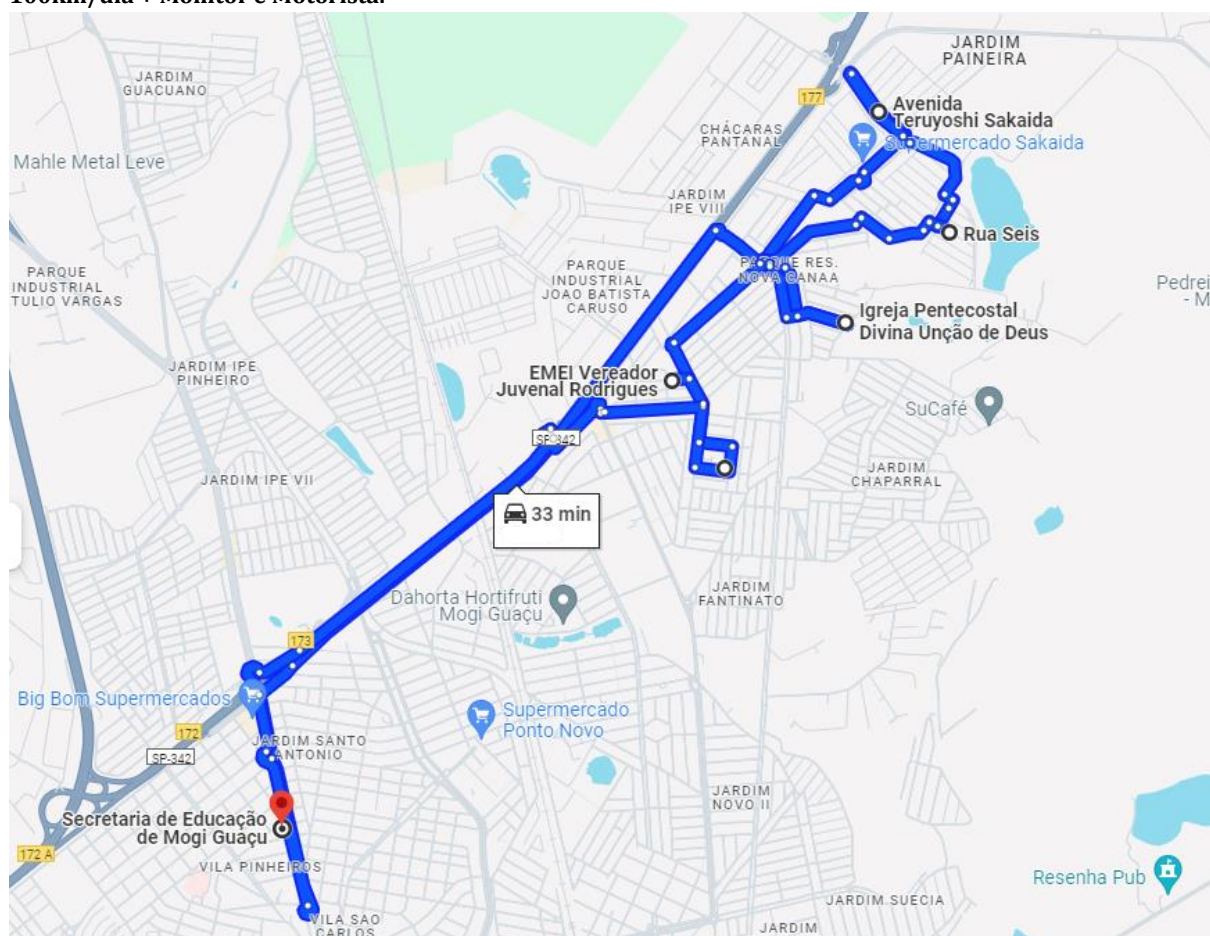 100km/dia + Monitor e Motorista.
JARDIM
PAINEIRA
JARDIM
GUACUANO
177
Avenida
Teruyoshi Sakaida
CHÁCARAS
PANTANAL
Supermercado Sakaida
Mahle Metal Leve
JARDIM
IPE VIII
Rua Seis
PARQUE
INDUSTRIAL
TULIO VARGAS
PARQUE
INDUSTRIAL
JOAO BATISTA
CARUSO
PARQUE RES.
NOVA CANAA
Pedrei
- M
Igreja Pentecostal
Divina Unção de Deus
JARDIM IPE
PINHEIRO
EMEI Vereador
Juvenal Rodrigues
SuCafé
SP-342
JARDIM IPE VII
JARDIM
CHAPARRAL
33 min
JARDIM
FANTINATO
Dahorta Hortifruti
Mogi Guaçu
173
Big Bom Supermercados
Supermercado
Ponto Novo
172
SP-342
JARDIM SANTO
ANTONIO
JARDIM
NOVO II
Secretaria de Educação
de Mogi Guaçu
172 A
VILA PINHEIROS
Resenha Pub
JARDIM SUECIA
VILA SAO
CARLOS
JARDIM